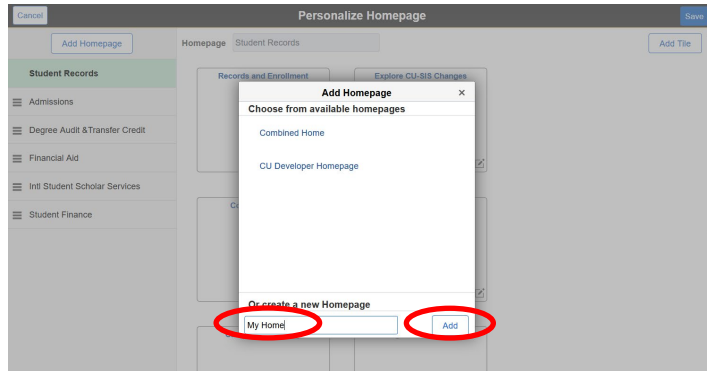 Cancel
Personalize Homepage
Save
Add Homepage
Homepage Student Records
Add Tile
Student Records
Admissions
Degree Audit &Transfer Credit
Financial Aid
Intl Student Scholar Services
Student Finance
Records and Enrollment
Explore CU-SIS Changes
Add Homepage ×
Choose from available homepages
Combined Home
CU Developer Homepage
Or create a new Homepage
My Home
Add